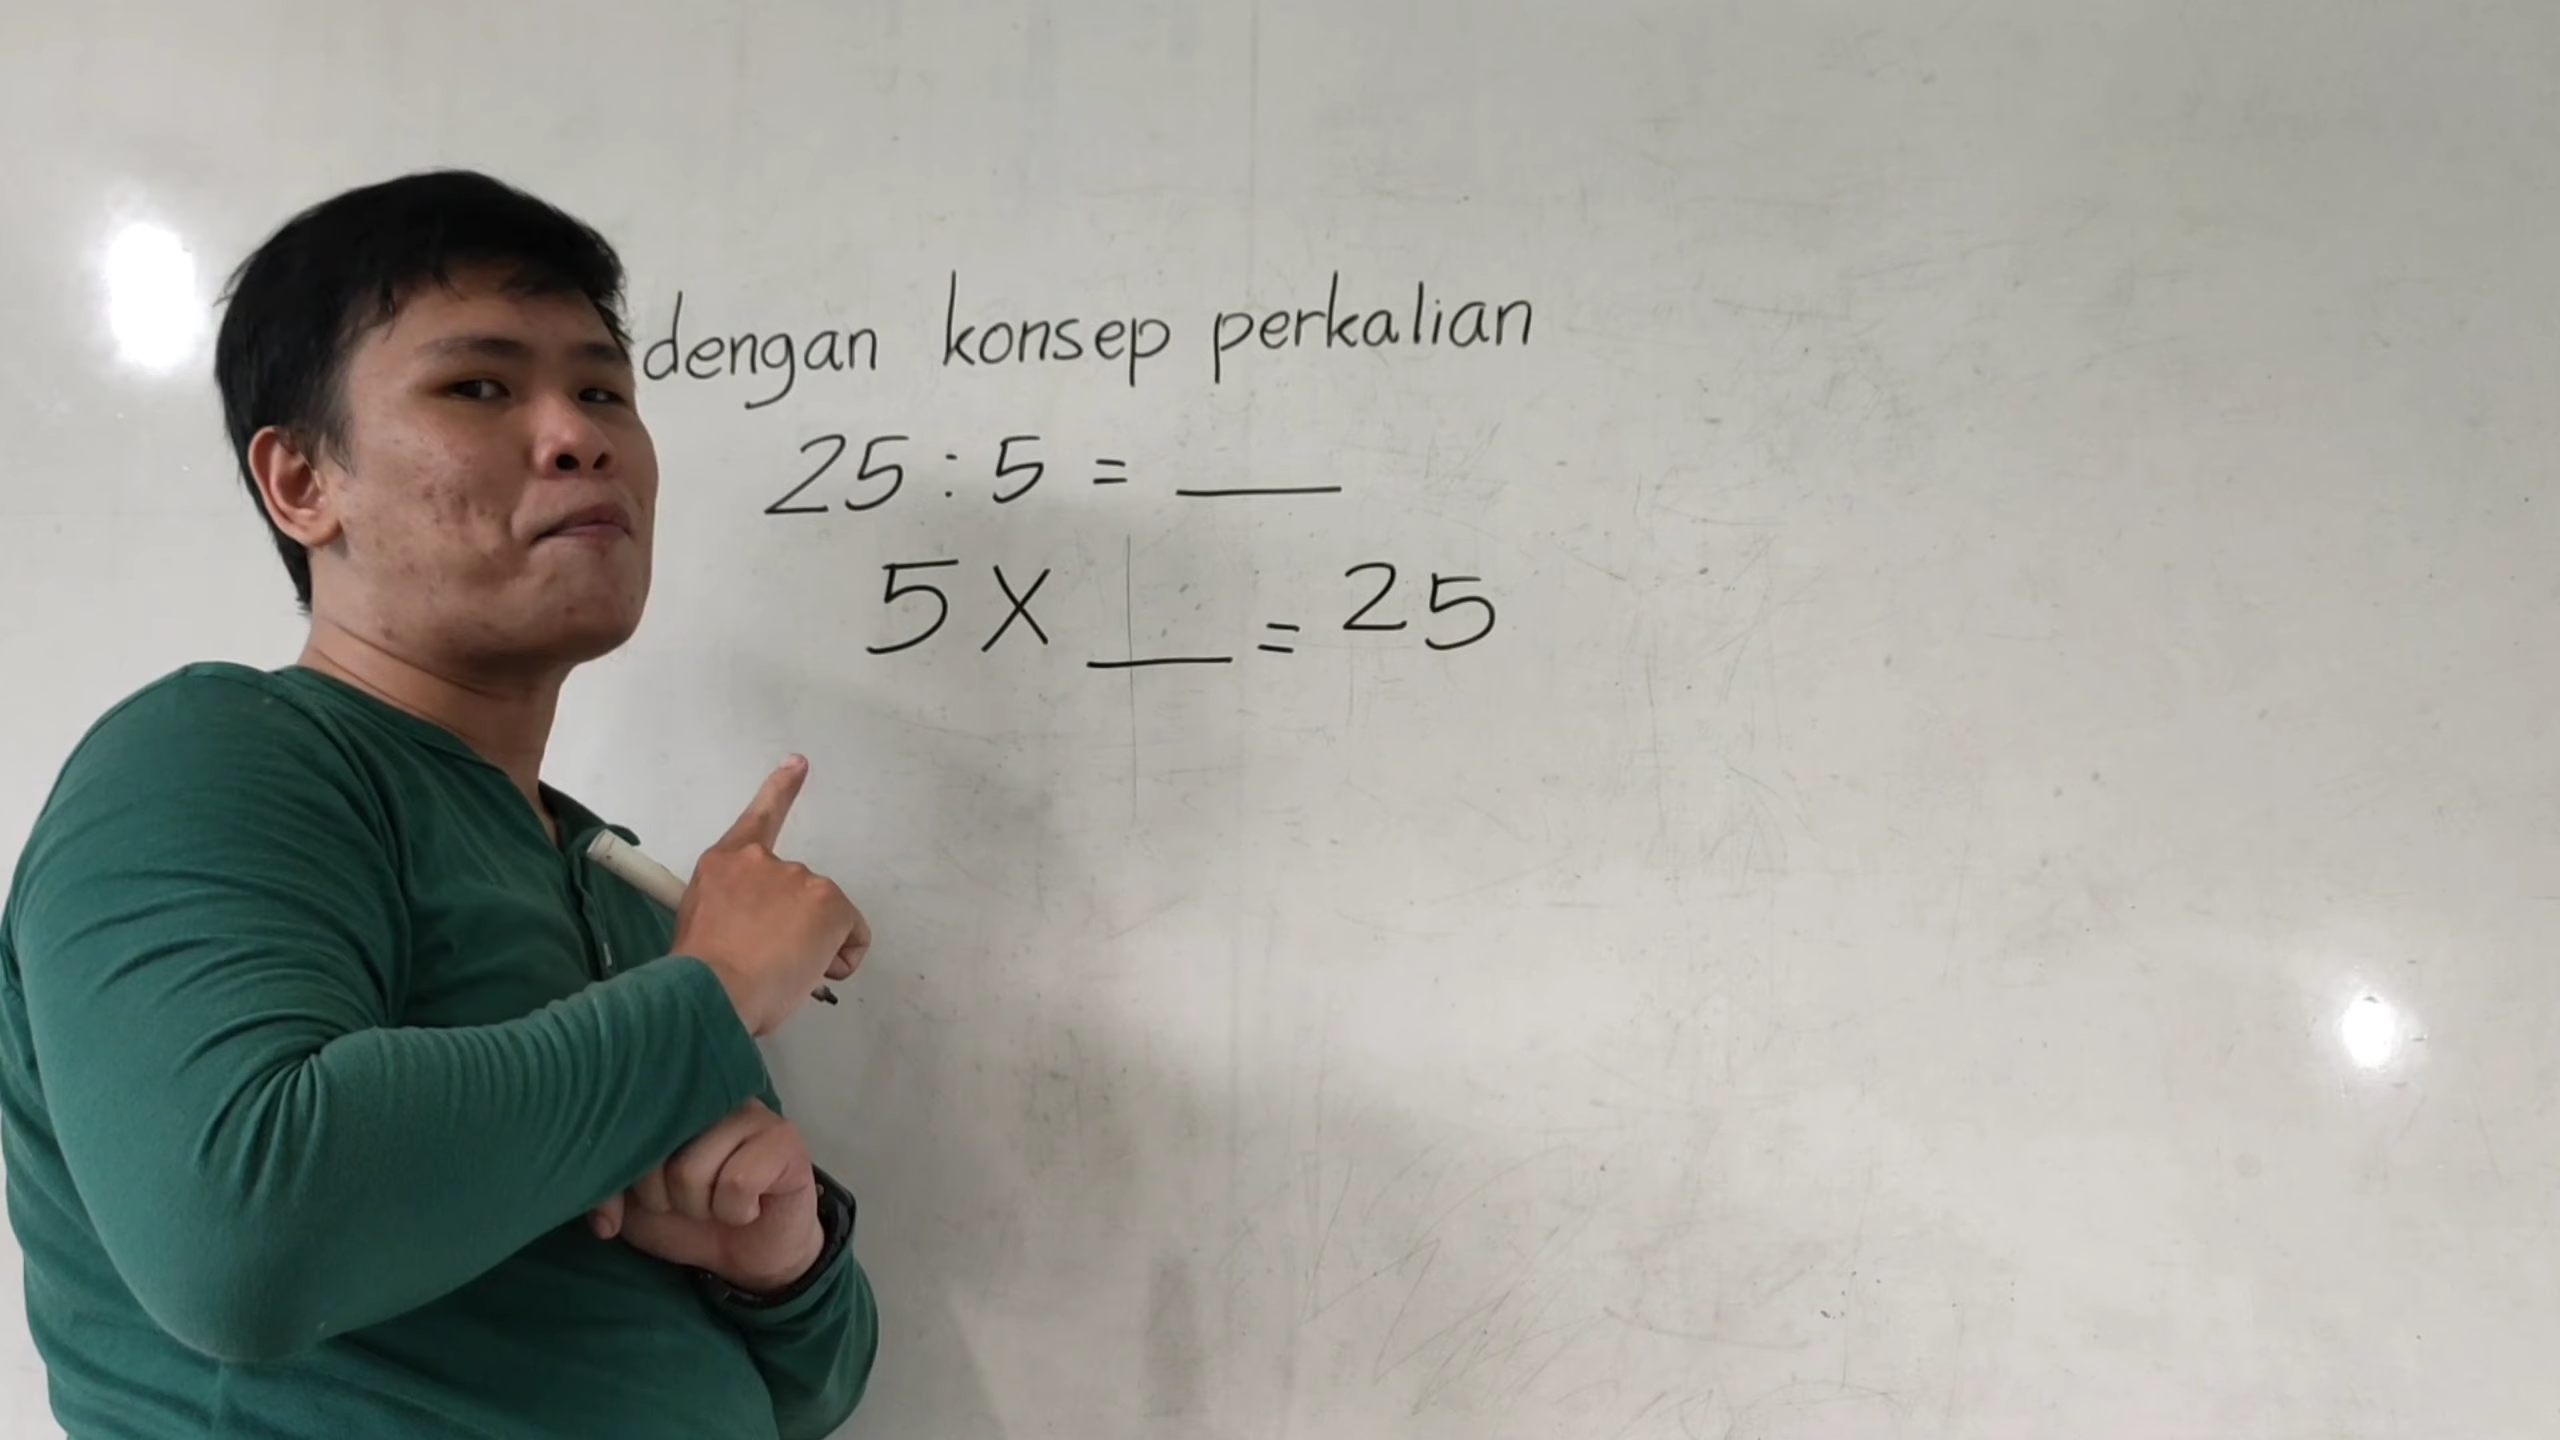 dengan konsep perkalian
25 : 5 = ___
5 X ___ = 25